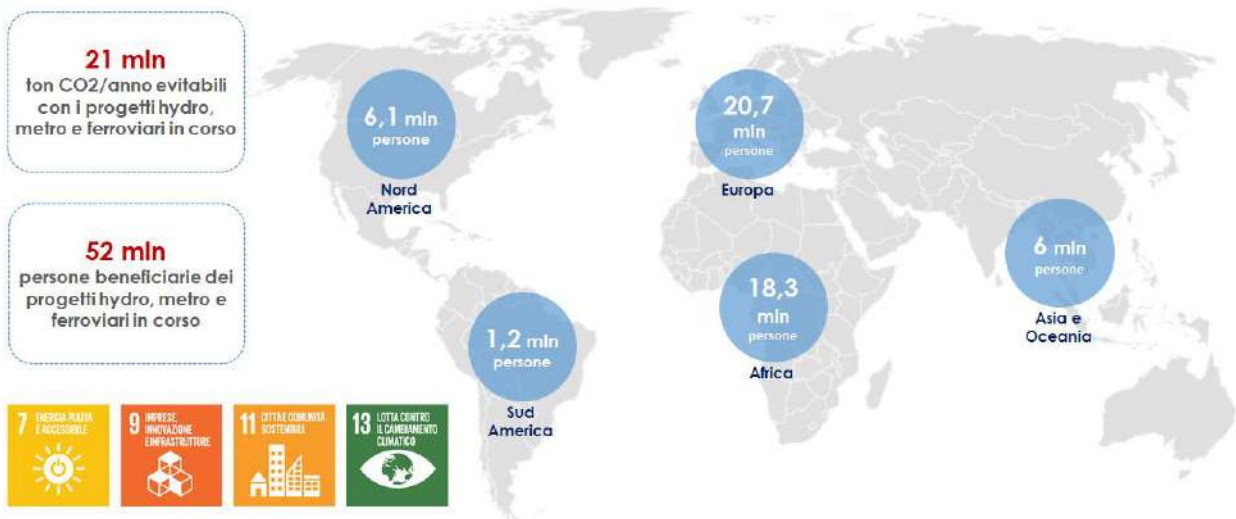 21 mln
ton CO2/anno evitabili
con i progetti hydro,
metro e ferroviari in corso
52 mln
persone beneficiarie dei
progetti hydro, metro e
ferroviari in corso
6,1 mln
persone
Nord
America
20,7
mln
persone
Europa
6 mln
persone
Asia e
Oceania
18,3
mln
persone
Africa
1,2 mln
persone
Sud
America
7 ENERGIA PULITA
E ACCESSIBILE
9 IMPRESE,
INNOVAZIONE
E INFRASTRUTTURE
11 CITTÀ E COMUNITÀ
SOSTENIBILI
13 LOTTA CONTRO
IL CAMBIAMENTO
CLIMATICO